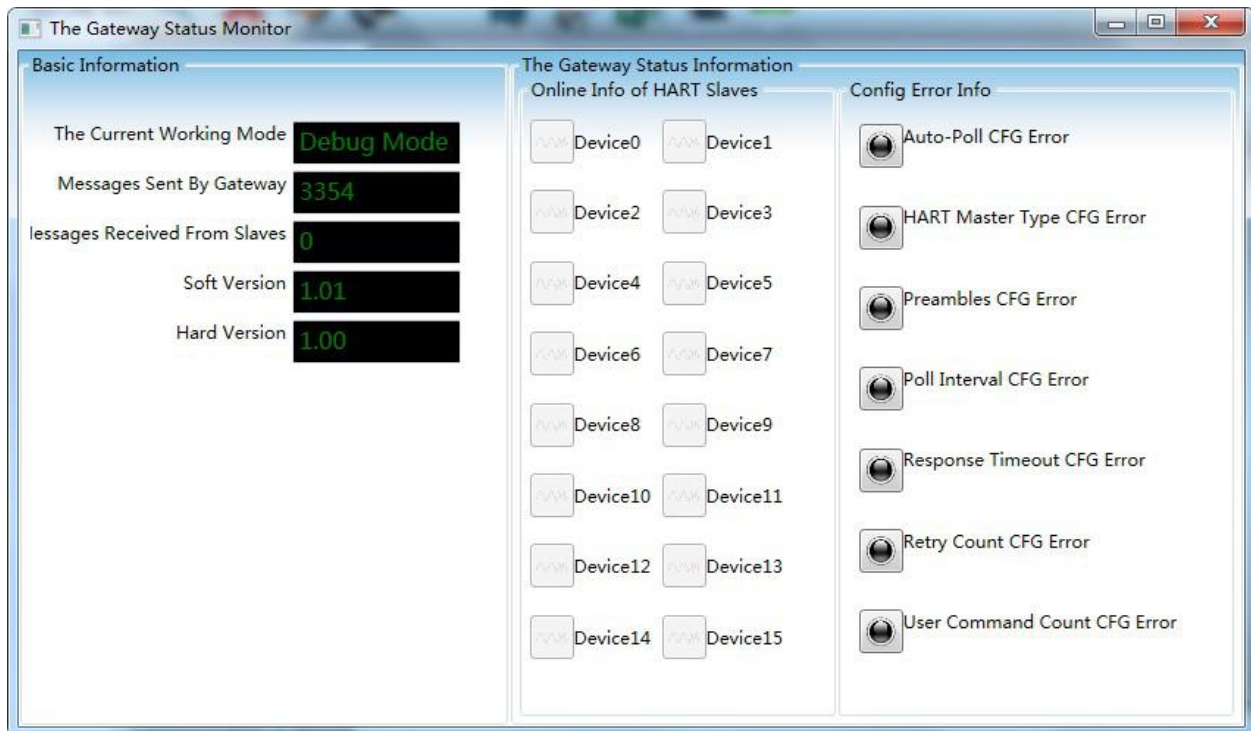 The Gateway Status Monitor
Basic Information
The Current Working Mode
Debug Mode
Messages Sent By Gateway
3354
essages Received From Slaves
0
Soft Version
1.01
Hard Version
1.00
The Gateway Status Information
Online Info of HART Slaves
Device0 Device1
Device2 Device3
Device4 Device5
Device6 Device7
Device8 Device9
Device10 Device11
Device12 Device13
Device14 Device15
Config Error Info
Auto-Poll CFG Error
HART Master Type CFG Error
Preambles CFG Error
Poll Interval CFG Error
Response Timeout CFG Error
Retry Count CFG Error
User Command Count CFG Error